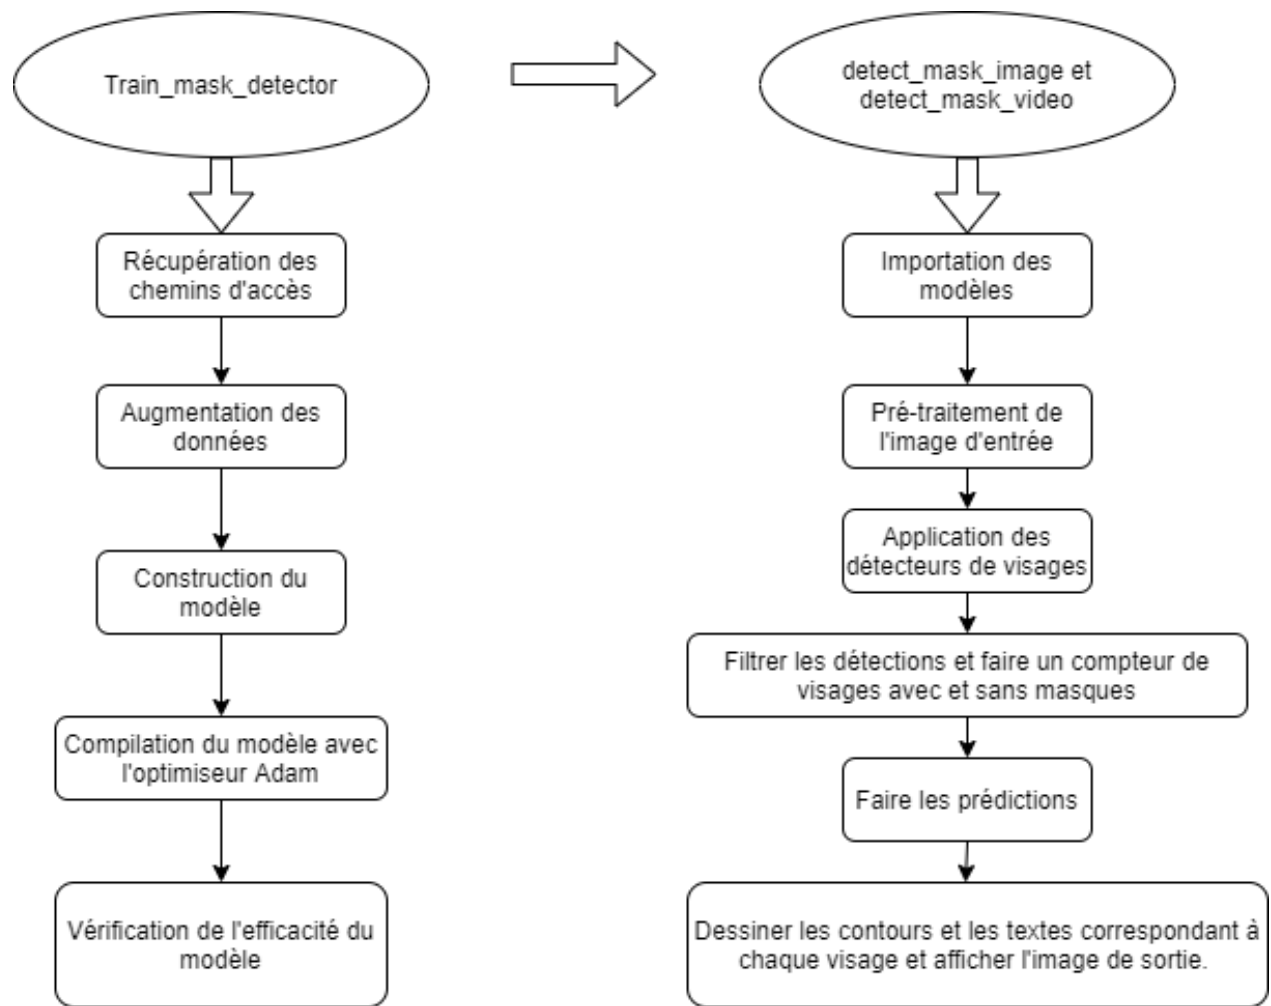 Train_mask_detector
Récupération des
chemins d'accès
Augmentation des
données
Construction du
modèle
Compilation du modèle avec
l'optimiseur Adam
Vérification de l'efficacité du
modèle
detect_mask_image et
detect_mask_video
Importation des
modèles
Pré-traitement de
l'image d'entrée
Application des
détecteurs de visages
Filtrer les détections et faire un compteur de
visages avec et sans masques
Faire les prédictions
Dessiner les contours et les textes correspondant à
chaque visage et afficher l'image de sortie.